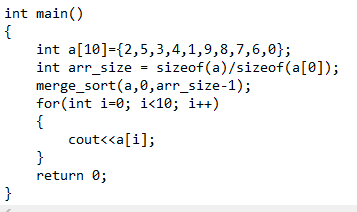 int main()
{
    int a[10]={2,5,3,4,1,9,8,7,6,0};
    int arr_size = sizeof(a)/sizeof(a[0]);
    merge_sort(a,0,arr_size-1);
    for(int i=0; i<10; i++)
    {
        cout<<a[i];
    }
    return 0;
}